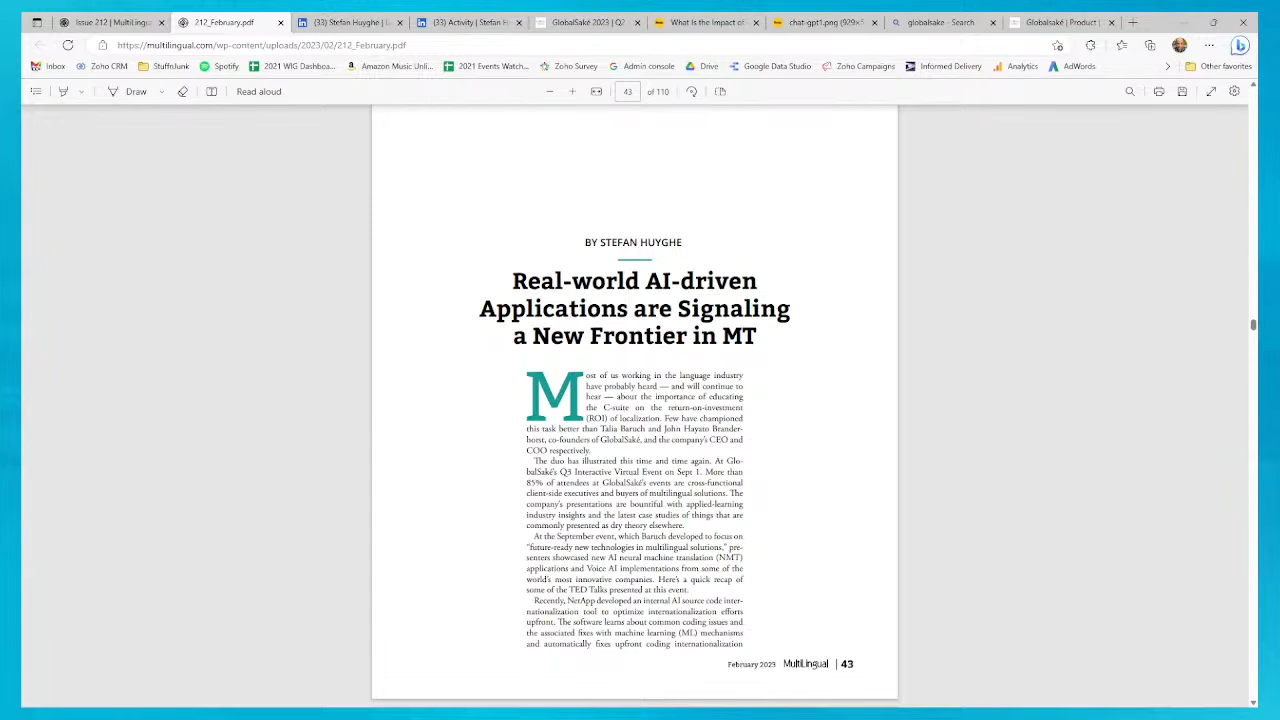 Issue 212 | MultiLingual
212_February.pdf
(33) Stefan Huyghe | L
(33) Activity | Stefan H
GlobalSaké 2023 | Q2
What is the Impact of
chat-gpt1.png (929×5
globalsake - Search
Globalsaké | Product
https://multilingual.com/wp-content/uploads/2023/02/212_February.pdf
Inbox
Zoho CRM
StuffnJunk
Spotify
2021 WIG Dashboa...
Amazon Music Unli...
2021 Events Watch...
Zoho Survey
Admin console
Drive
Google Data Studio
Zoho Campaigns
Informed Delivery
Analytics
AdWords
Other favorites
Draw
Read aloud
43 of 110
BY STEFAN HUYGHE
Real-world AI-driven
Applications are Signaling
a New Frontier in MT
Most of us working in the language industry
have probably heard — and will continue to
hear — about the importance of educating
the C-suite on the return-on-investment
(ROI) of localization. Few have championed
this task better than Talia Baruch and John Hayato Brander-
horst, co-founders of GlobalSaké, and the company's CEO and
COO respectively.
The duo has illustrated this time and time again. At Glo-
balSaké's Q3 Interactive Virtual Event on Sept 1. More than
85% of attendees at GlobalSaké's events are cross-functional
client-side executives and buyers of multilingual solutions. The
company's presentations are bountiful with applied-learning
industry insights and the latest case studies of things that are
commonly presented as dry theory elsewhere.
At the September event, which Baruch developed to focus on
“future-ready new technologies in multilingual solutions,” pre-
senters showcased new AI neural machine translation (NMT)
applications and Voice AI implementations from some of the
world's most innovative companies. Here's a quick recap of
some of the TED Talks presented at this event.
Recently, NetApp developed an internal AI source code inter-
nationalization tool to optimize internationalization efforts
upfront. The software learns about common coding issues and
the associated fixes with machine learning (ML) mechanisms
and automatically fixes upfront coding internationalization
February 2023 MultiLingual | 43